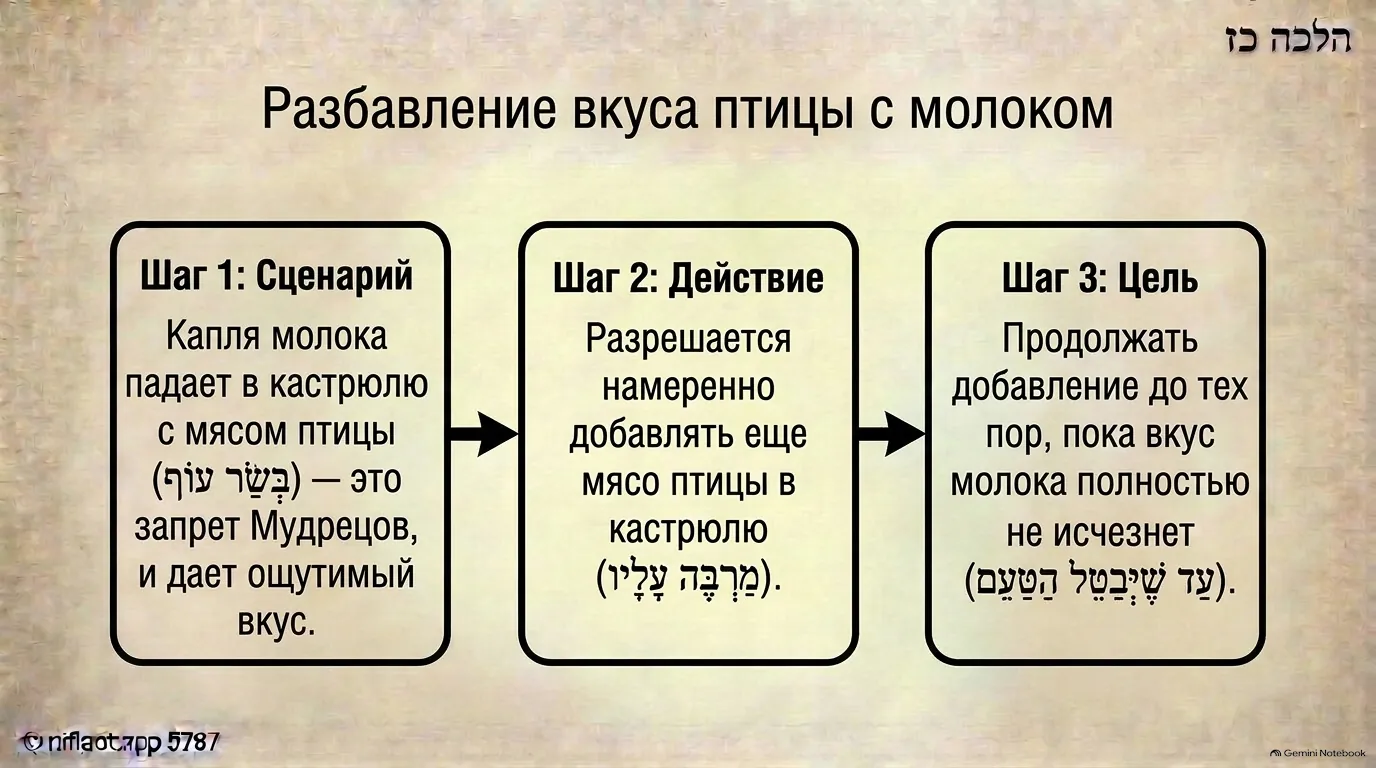 הלכה כז
Разбавление вкуса птицы с молоком
Шаг 1: Сценарий
Капля молока
падает в кастрюлю
с мясом птицы
(בְּשַׂר עוֹף) — это
запрет Мудрецов,
и дает ощутимый
вкус.
Шаг 2: Действие
Разрешается
намеренно
добавлять еще
мясо птицы в
кастрюлю
(מַרְבֶּה עָלָיו).
Шаг 3: Цель
Продолжать
добавление до тех
пор, пока вкус
молока полностью
не исчезнет
(עַד שֶׁיְּבַטֵל הַטַּעֵם).
5787
Gemini Notebook